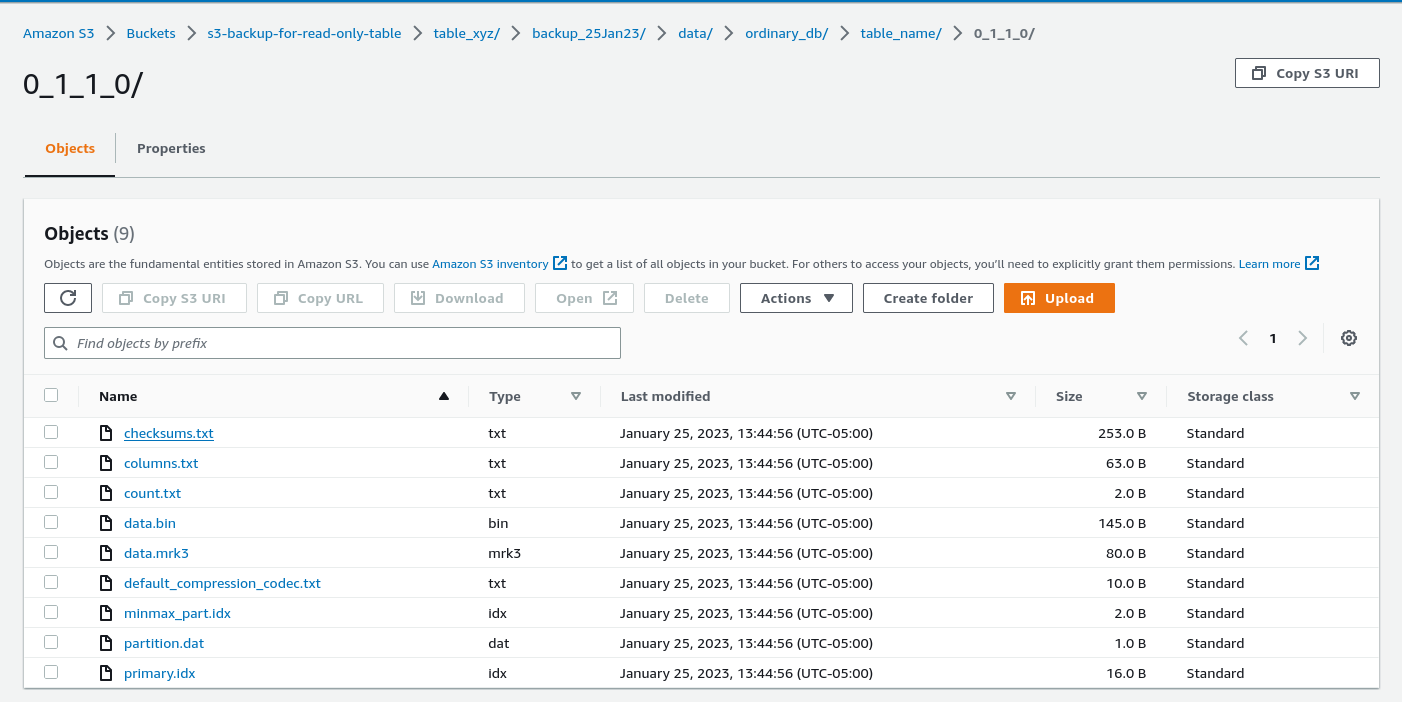 Amazon S3 > Buckets > s3-backup-for-read-only-table > table_xyz/ > backup_25Jan23/ > data/ > ordinary_db/ > table_name/ > 0_1_1_0/
0_1_1_0/
Copy S3 URI
Objects Properties
Objects (9)
Objects are the fundamental entities stored in Amazon S3. You can use Amazon S3 inventory to get a list of all objects in your bucket. For others to access your objects, you'll need to explicitly grant them permissions. Learn more
Copy S3 URI Copy URL Download Open Delete Actions Create folder Upload
Find objects by prefix
1
Name Type Last modified Size Storage class
checksums.txt txt January 25, 2023, 13:44:56 (UTC-05:00) 253.0 B Standard
columns.txt txt January 25, 2023, 13:44:56 (UTC-05:00) 63.0 B Standard
count.txt txt January 25, 2023, 13:44:56 (UTC-05:00) 2.0 B Standard
data.bin bin January 25, 2023, 13:44:56 (UTC-05:00) 145.0 B Standard
data.mrk3 mrk3 January 25, 2023, 13:44:56 (UTC-05:00) 80.0 B Standard
default_compression_codec.txt txt January 25, 2023, 13:44:56 (UTC-05:00) 10.0 B Standard
minmax_part.idx idx January 25, 2023, 13:44:56 (UTC-05:00) 2.0 B Standard
partition.dat dat January 25, 2023, 13:44:56 (UTC-05:00) 1.0 B Standard
primary.idx idx January 25, 2023, 13:44:56 (UTC-05:00) 16.0 B Standard